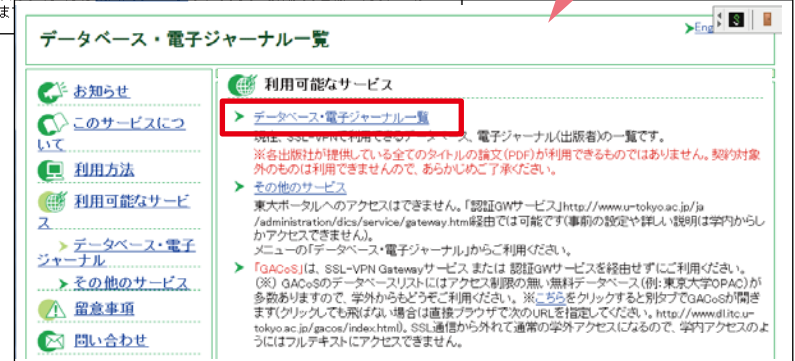 ます
データベース・電子ジャーナル一覧
Eng
お知らせ
このサービスにつ
いて
利用方法
利用可能なサービ
ス
データベース・電子
ジャーナル
その他のサービス
留意事項
問い合わせ
利用可能なサービス
データベース・電子ジャーナル一覧
現在、SSL-VPNで利用できるデータベース、電子ジャーナル(出版者)の一覧です。
※各出版社が提供している全てのタイトルの論文(PDF)が利用できるものではありません。契約対象
外のものは利用できませんので、あらかじめご了承ください。
その他のサービス
東大ポータルへのアクセスはできません。「認証GWサービス」http://www.u-tokyo.ac.jp/ja
/administration/dics/service/gateway.html経由では可能です(事前の設定や詳しい説明は学内からし
かアクセスできません)。
メニューの「データベース・電子ジャーナル」からご利用ください。
「GACoS」は、SSL-VPN Gatewayサービス または 認証GWサービスを経由せずにご利用ください。
(※) GACoSのデータベースリストにはアクセス制限の無い無料データベース(例:東京大学OPAC)が
多数ありますので、学外からもどうぞご利用ください。 ※こちらをクリックすると別タブでGACoSが開き
ます(クリックしても飛ばない場合は直接ブラウザで次のURLを指定してください。http://www.dl.itc.u-
tokyo.ac.jp/gacos/index.html)。SSL通信から外れて通常の学外アクセスになるので、学内アクセスのよ
うにはフルテキストにアクセスできません。